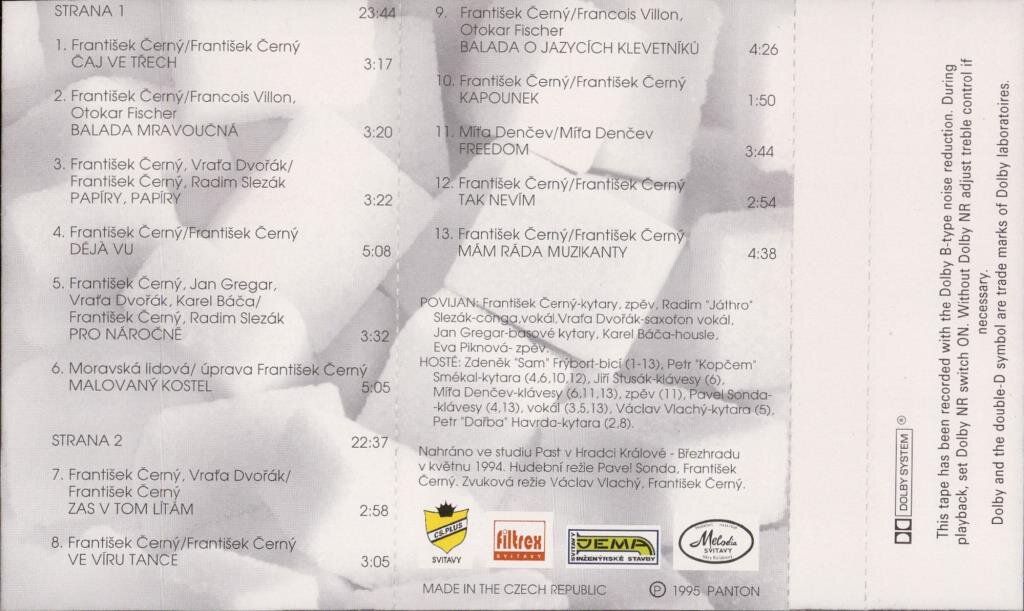 STRANA 1 23:44
1. František Černý/František Černý
ČAJ VE TŘECH 3:17
2. František Černý/Francois Villon,
Otokar Fischer
BALADA MRAVOUČNÁ 3:20
3. František Černý, Vraťa Dvořák/
František Černý, Radim Slezák
PAPÍRY, PAPÍRY 3:22
4. František Černý/František Černý
DÉJÀ VU 5:08
5. František Černý, Jan Gregar,
Vraťa Dvořák, Karel Báča/
František Černý, Radim Slezák
PRO NÁROČNÉ 3:32
6. Moravská lidová/ úprava František Černý
MALOVANÝ KOSTEL 5:05
STRANA 2 22:37
7. František Černý, Vraťa Dvořák/
František Černý
ZAS V TOM LÍTÁM 2:58
8. František Černý/František Černý
VE VÍRU TANCE 3:05
9. František Černý/Francois Villon,
Otokar Fischer
BALADA O JAZYCÍCH KLEVETNÍKŮ 4:26
10. František Černý/František Černý
KAPOUNEK 1:50
11. Míťa Denčev/Míťa Denčev
FREEDOM 3:44
12. František Černý/František Černý
TAK NEVÍM 2:54
13. František Černý/František Černý
MÁM RÁDA MUZIKANTY 4:38
POVIJAN: František Černý-kytary, zpěv, Radim "Játhro"
Slezák-conga,vokál,Vraťa Dvořák-saxofon vokál,
Jan Gregar-basové kytary, Karel Báča-housle,
Eva Piknová- zpěv.
HOSTÉ: Zdeněk "Sam" Frýbort-bicí (1-13), Petr "Kopčem"
Smékal-kytara (4,6,10,12), Jiří Stusák-klávesy (6),
Míťa Denčev-klávesy (6,11,13), zpěv (11), Pavel Sonda-
-klávesy (4,13), vokál (3,5,13), Václav Vlachý-kytara (5),
Petr "Dařba" Havrda-kytara (2,8).
Nahráno ve studiu Past v Hradci Králové - Březhradu
v květnu 1994. Hudební režie Pavel Sonda, František
Černý. Zvuková režie Václav Vlachý, František Černý.
CS.PLUS
SVITAVY
filtrex
SVITAVY
SVITAVY
JEMA
INŽENÝRSKÉ STAVBY
Melodia
SVITAVY
MADE IN THE CZECH REPUBLIC Ⓟ 1995 PANTON
DOLBY SYSTEM ®
This tape has been recorded with the Dolby B-type noise reduction. During
playback, set Dolby NR switch ON. Without Dolby NR adjust treble control if
necessary.
Dolby and the double-D symbol are trade marks of Dolby laboratoires.